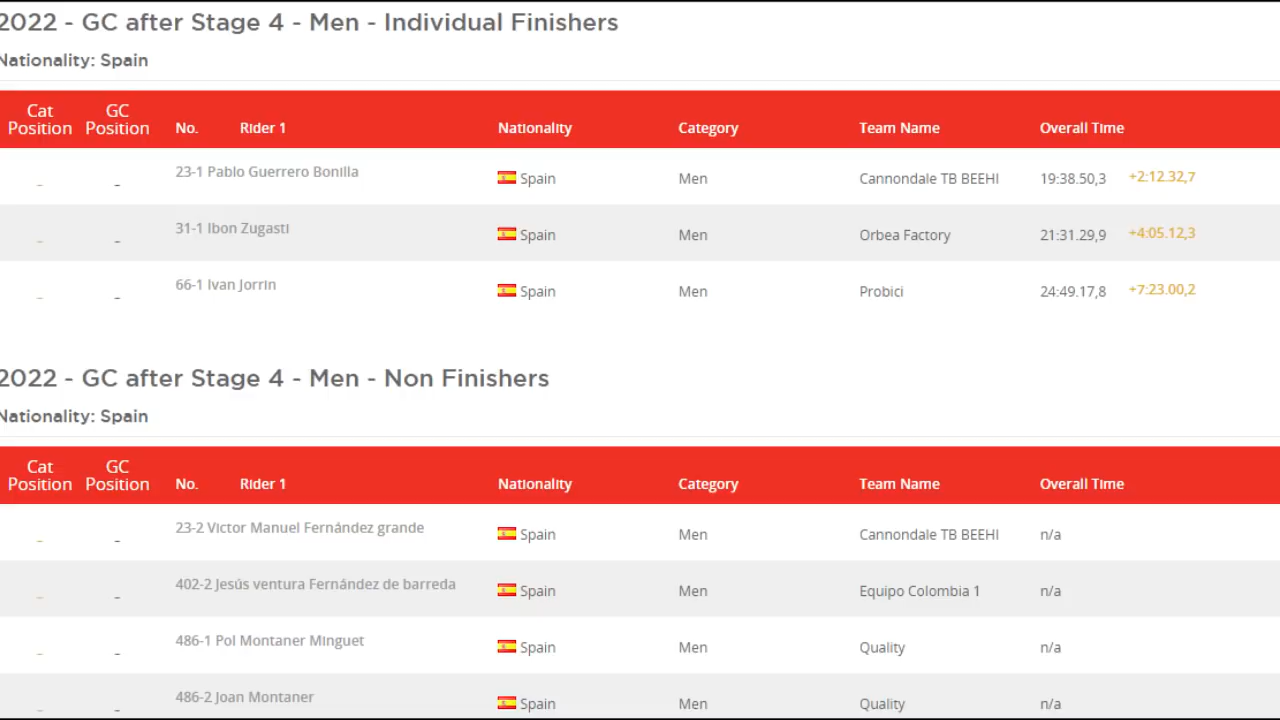 2022 - GC after Stage 4 - Men - Individual Finishers
Nationality: Spain
Cat Position GC Position No. Rider 1 Nationality Category Team Name Overall Time
- - 23-1 Pablo Guerrero Bonilla Spain Men Cannondale TB BEEHI 19:38.50,3 +2:12.32,7
- - 31-1 Ibon Zugasti Spain Men Orbea Factory 21:31.29,9 +4:05.12,3
- - 66-1 Ivan Jorrin Spain Men Probici 24:49.17,8 +7:23.00,2
2022 - GC after Stage 4 - Men - Non Finishers
Nationality: Spain
Cat Position GC Position No. Rider 1 Nationality Category Team Name Overall Time
- - 23-2 Victor Manuel Fernández grande Spain Men Cannondale TB BEEHI n/a
- - 402-2 Jesús ventura Fernández de barreda Spain Men Equipo Colombia 1 n/a
- - 486-1 Pol Montaner Minguet Spain Men Quality n/a
- - 486-2 Joan Montaner Spain Men Quality n/a